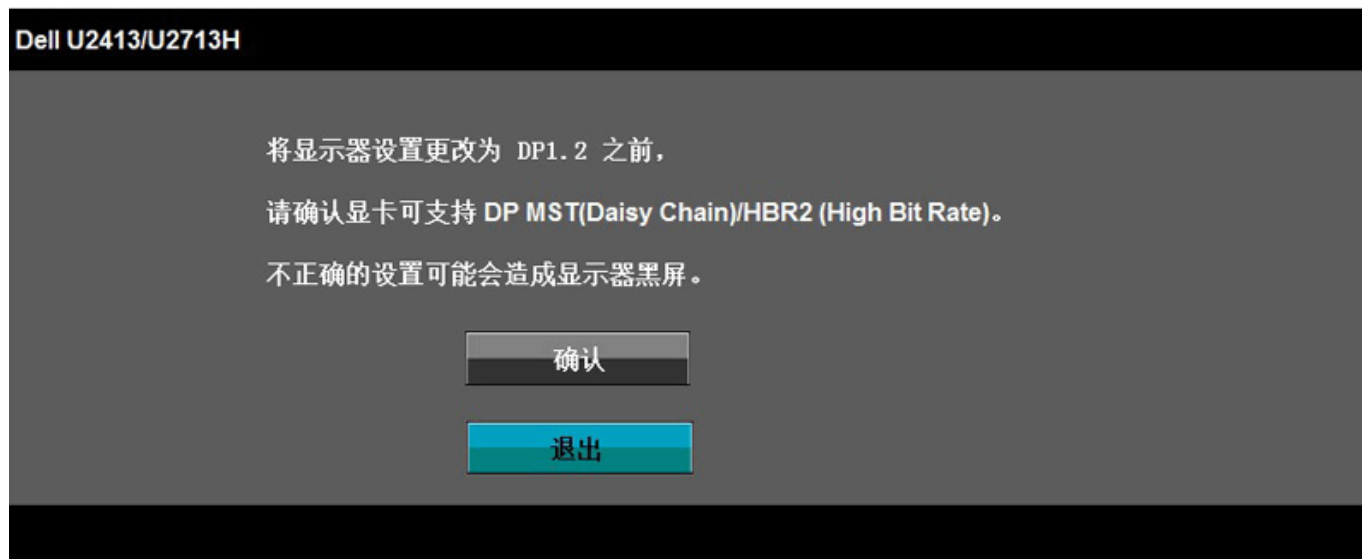 Dell U2413/U2713H
将显示器设置更改为 DP1.2 之前，
请确认显卡可支持 DP MST(Daisy Chain)/HBR2 (High Bit Rate)。
不正确的设置可能会造成显示器黑屏。
确认
退出